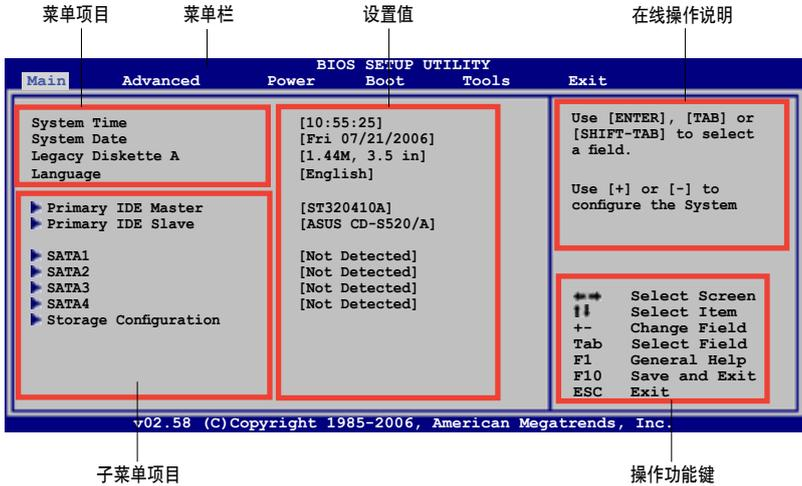 菜单项目 菜单栏 设置值 在线操作说明
BIOS SETUP UTILITY
Main Advanced Power Boot Tools Exit
System Time [10:55:25]
System Date [Fri 07/21/2006]
Legacy Diskette A [1.44M, 3.5 in]
Language [English]
Primary IDE Master [ST320410A]
Primary IDE Slave [ASUS CD-S520/A]
SATA1 [Not Detected]
SATA2 [Not Detected]
SATA3 [Not Detected]
SATA4 [Not Detected]
Storage Configuration
Use [ENTER], [TAB] or
[SHIFT-TAB] to select
a field.
Use [+] or [-] to
configure the System
←→ Select Screen
↑↓ Select Item
+- Change Field
Tab Select Field
F1 General Help
F10 Save and Exit
ESC Exit
v02.58 (C)Copyright 1985-2006, American Megatrends, Inc.
子菜单项目 操作功能键